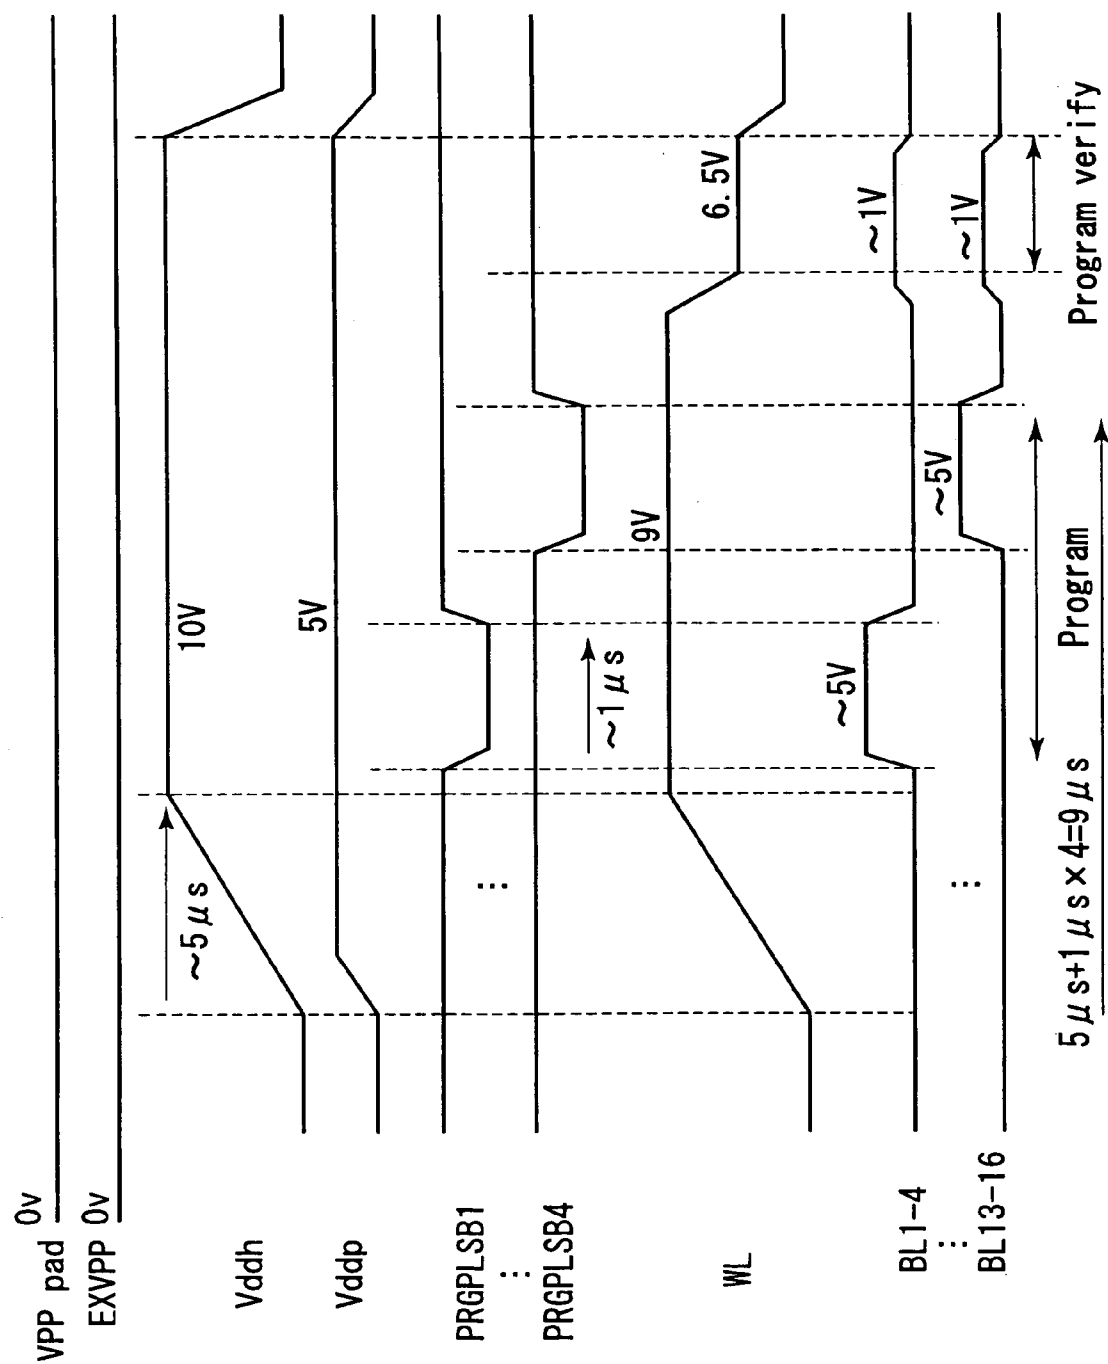 VPP pad 0v
EXVPP 0v
Vddh ~5μs 10V
Vddp 5V
PRGPLSB1
⋮ ⋮
PRGPLSB4
~1μs
WL 9V 6.5V
BL1-4 ~5V ~1V
⋮ ⋮
BL13-16 ~5V ~1V
Program Program verify
5μs+1μs×4=9μs